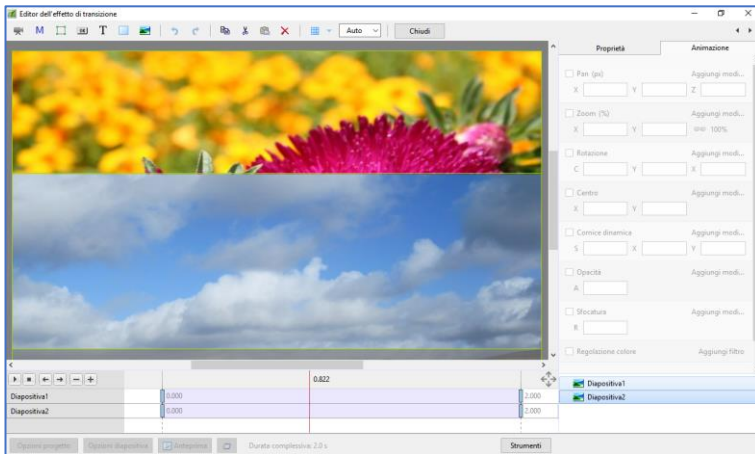 Editor dell'effetto di transizione
M T Auto Chiudi
Proprietà Animazione
Pan (px) Aggiungi modi...
X Y Z
Zoom (%) Aggiungi modi...
X Y 100%
Rotazione Aggiungi modi...
C Y X
Centro Aggiungi modi...
X Y
Cornice dinamica Aggiungi modi...
S X Y
Opacità Aggiungi modi...
A
Sfocatura Aggiungi modi...
R
Regolazione colore Aggiungi filtro
0.822
Diapositiva1 0.000 2.000
Diapositiva2 0.000 2.000
Diapositiva1
Diapositiva2
Opzioni progetto Opzioni diapositiva Anteprima Durata complessiva: 2.0 s Strumenti